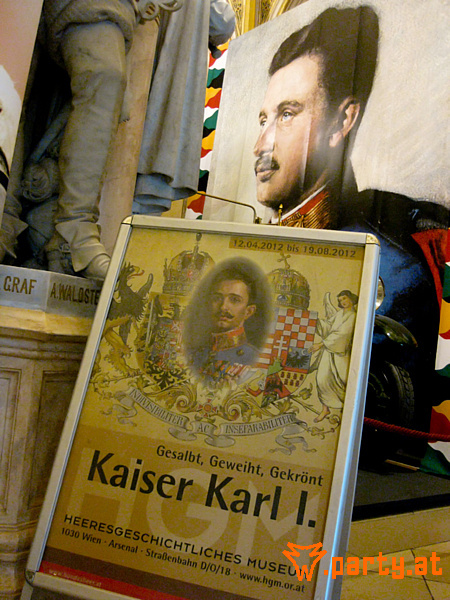 GRAF A.WALDST
12.04.2012 bis 19.08.2012
INDIVISIBILITER AC INSEPARABILITER
Gesalbt, Geweiht, Gekrönt
Kaiser Karl I.
HGM
HEERESGESCHICHTLICHES MUSEUM
1030 Wien · Arsenal · Straßenbahn D/O/18 · www.hgm.or.at
party.at